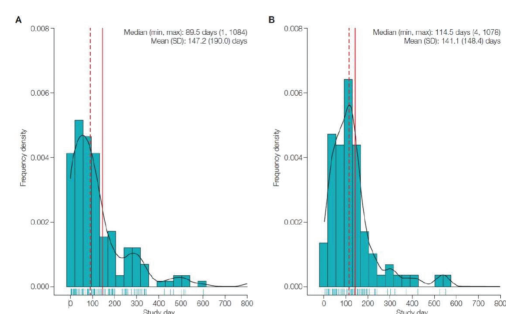 A
Median (min, max): 89.5 days (1, 1084)
Mean (SD): 147.2 (190.0) days
Frequency density
0.008
0.006
0.004
0.002
0.000
0 100 200 300 400 500 600 700 800
Study day
B
Median (min, max): 114.5 days (4, 1078)
Mean (SD): 141.1 (148.4) days
Frequency density
0.008
0.006
0.004
0.002
0.000
0 100 200 300 400 500 600 700 800
Study day